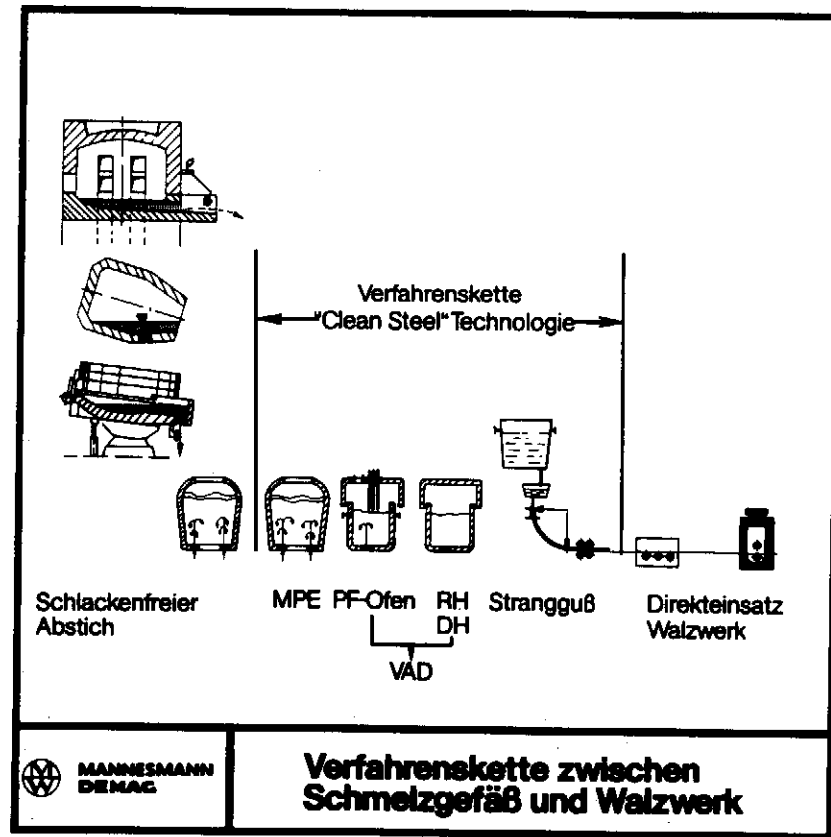 Verfahrenskette
"Clean Steel" Technologie
Schlackenfreier
Abstich
MPE
PF-Ofen
RH
DH
VAD
Strangguß
Direkteinsatz
Walzwerk
MANNESMANN
DEMAG
Verfahrenskette zwischen
Schmelzgefäß und Walzwerk